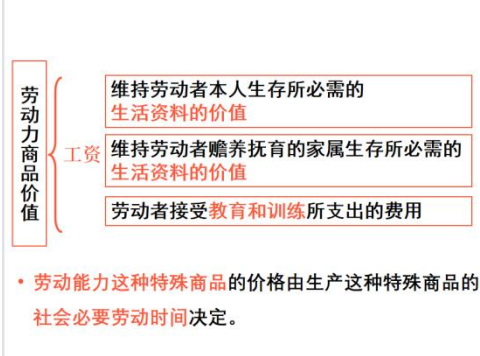 劳动力商品价值
工资
维持劳动者本人生存所必需的
生活资料的价值
维持劳动者赡养抚育的家属生存所必需的
生活资料的价值
劳动者接受教育和训练所支出的费用
• 劳动能力这种特殊商品的价格由生产这种特殊商品的
社会必要劳动时间决定。